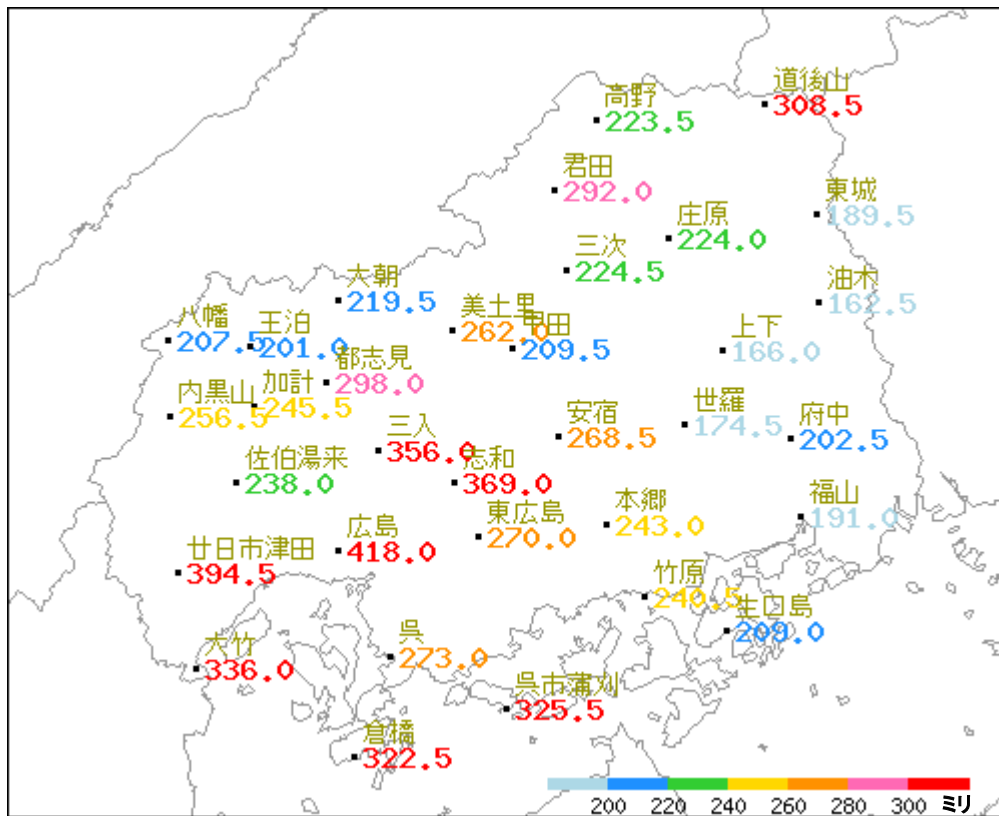 道後山
308.5
高野
223.5
君田
292.0
東城
189.5
庄原
224.0
三次
224.5
油木
162.5
大朝
219.5
美土里
262.0
甲田
209.5
八幡
207.5
王泊
201.0
上下
166.0
都志見
298.0
加計
245.5
内黒山
256.5
三入
356.0
安宿
268.5
世羅
174.5
府中
202.5
佐伯湯来
238.0
志和
369.0
本郷
243.0
福山
191.0
広島
418.0
東広島
270.0
廿日市津田
394.5
竹原
240.5
生口島
209.0
大竹
336.0
呉
273.0
呉市蒲刈
325.5
倉橋
322.5
200 220 240 260 280 300 ミリ